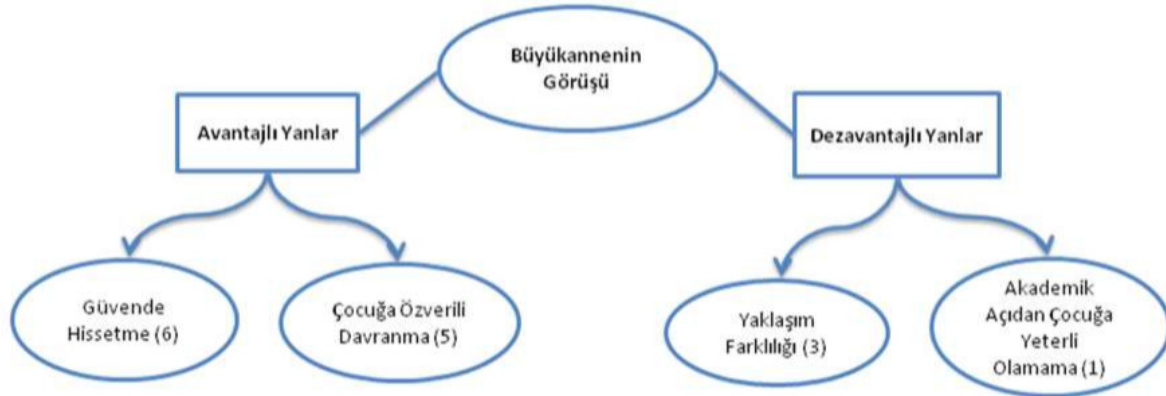 Büyükannenin
Görüşü
Avantajlı Yanlar
Dezavantajlı Yanlar
Güvende
Hissetme (6)
Çocuğa Özverili
Davranma (5)
Yaklaşım
Farklılığı (3)
Akademik
Açıdan Çocuğa
Yeterli
Olamama (1)